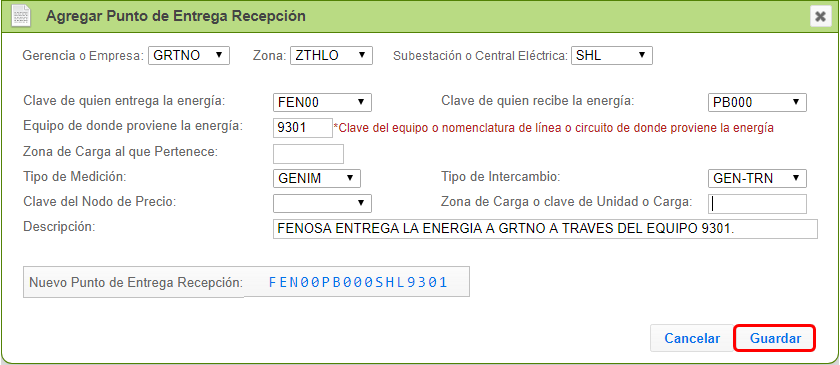 Agregar Punto de Entrega Recepción
Gerencia o Empresa: GRTNO Zona: ZTHLO Subestación o Central Eléctrica: SHL
Clave de quien entrega la energía: FEN00 Clave de quien recibe la energía: PB000
Equipo de donde proviene la energía: 9301 *Clave del equipo o nomenclatura de línea o circuito de donde proviene la energía
Zona de Carga al que Pertenece:
Tipo de Medición: GENIM Tipo de Intercambio: GEN-TRN
Clave del Nodo de Precio: Zona de Carga o clave de Unidad o Carga:
Descripción: FENOSA ENTREGA LA ENERGIA A GRTNO A TRAVES DEL EQUIPO 9301.
Nuevo Punto de Entrega Recepción: FEN00PB000SHL9301
Cancelar Guardar